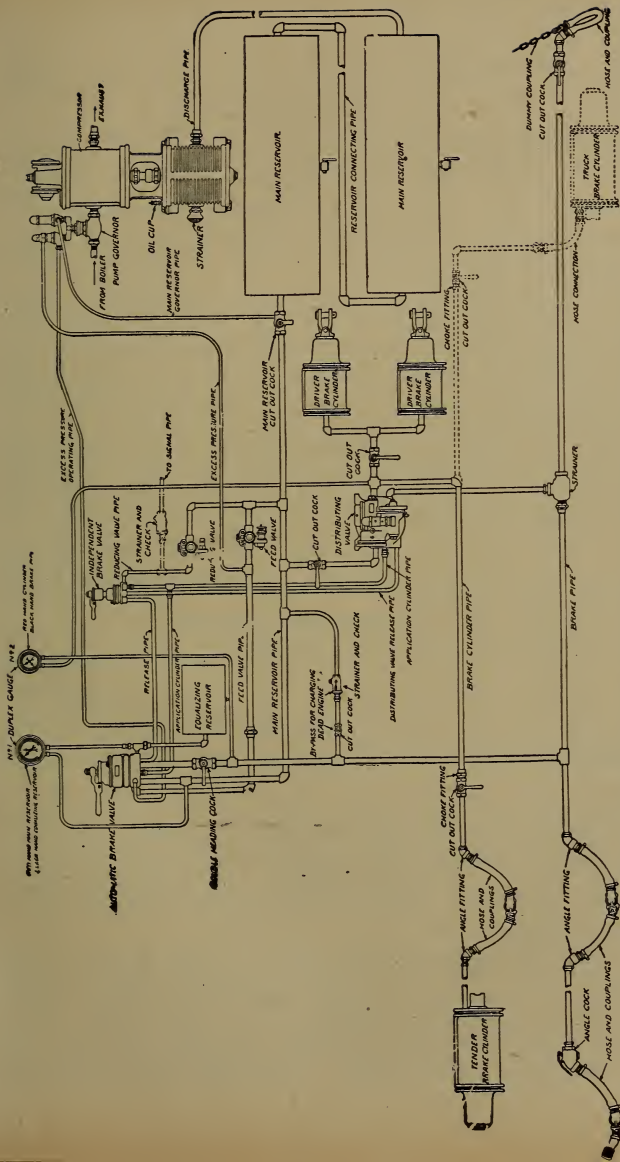 COMPRESSOR
EXHAUST
DISCHARGE PIPE
FROM BOILER
PUMP GOVERNOR
OIL CUP
STRAINER
MAIN RESERVOIR
GOVERNOR PIPE
MAIN RESERVOIR
RESERVOIR CONNECTING PIPE
MAIN RESERVOIR
DUMMY COUPLING
CUT OUT COCK
HOSE AND COUPLING
TRUCK
BRAKE CYLINDER
HOSE CONNECTION
CHOKE FITTING
CUT OUT COCK
EXCESS PRESSURE
OPERATING PIPE
EXCESS PRESSURE PIPE
MAIN RESERVOIR
CUT OUT COCK
DRIVER
BRAKE
CYLINDER
DRIVER
BRAKE
CYLINDER
CUT OUT
COCK
DISTRIBUTING
VALVE
STRAINER
TO SIGNAL PIPE
STRAINER AND
CHECK
REDUCING VALVE PIPE
INDEPENDENT
BRAKE VALVE
VALVE
FEED VALVE
CUT OUT COCK
RED HAND CYLINDER
BLACK HAND BRAKE PIPE
Nº 2
Nº 1 DUPLEX GAUGE
RELEASE PIPE
APPLICATION CYLINDER PIPE
EQUALIZING
RESERVOIR
FEED VALVE PIPE
MAIN RESERVOIR PIPE
DISTRIBUTING VALVE RELEASE PIPE
APPLICATION CYLINDER PIPE
BRAKE CYLINDER PIPE
BRAKE PIPE
BY-PASS FOR CHARGING
DEAD ENGINE
STRAINER AND CHECK
CUT OUT COCK
AUTOMATIC BRAKE VALVE
HEADING COCK
CHOKE FITTING
CUT OUT COCK
ANGLE FITTING
HOSE AND
COUPLINGS
ANGLE FITTING
TENDER
BRAKE CYLINDER
ANGLE COCK
HOSE AND COUPLINGS